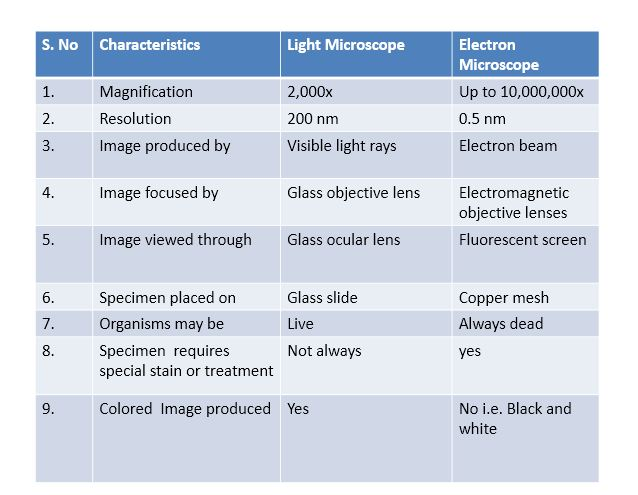 S. No Characteristics Light Microscope Electron
Microscope
1. Magnification 2,000x Up to 10,000,000x
2. Resolution 200 nm 0.5 nm
3. Image produced by Visible light rays Electron beam
4. Image focused by Glass objective lens Electromagnetic
objective lenses
5. Image viewed through Glass ocular lens Fluorescent screen
6. Specimen placed on Glass slide Copper mesh
7. Organisms may be Live Always dead
8. Specimen requires Not always yes
special stain or treatment
9. Colored Image produced Yes No i.e. Black and
white